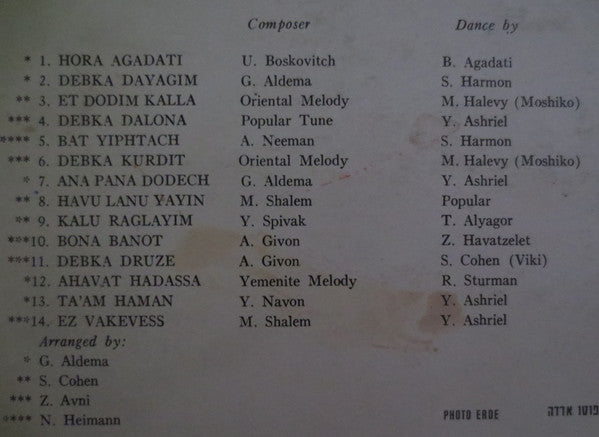 Composer Dance by
* 1. HORA AGADATI U. Boskovitch B. Agadati
* 2. DEBKA DAYAGIM G. Aldema S. Harmon
** 3. ET DODIM KALLA Oriental Melody M. Halevy (Moshiko)
*** 4. DEBKA DALONA Popular Tune Y. Ashriel
**** 5. BAT YIPHTACH A. Neeman S. Harmon
*** 6. DEBKA KURDIT Oriental Melody M. Halevy (Moshiko)
* 7. ANA PANA DODECH G. Aldema Y. Ashriel
** 8. HAVU LANU YAYIN M. Shalem Popular
** 9. KALU RAGLAYIM Y. Spivak T. Alyagor
***10. BONA BANOT A. Givon Z. Havatzelet
***11. DEBKA DRUZE A. Givon S. Cohen (Viki)
*12. AHAVAT HADASSA Yemenite Melody R. Sturman
*13. TA'AM HAMAN Y. Navon Y. Ashriel
***14. EZ VAKEVESS M. Shalem Y. Ashriel
Arranged by:
* G. Aldema
** S. Cohen
*** Z. Avni
**** N. Heimann
PHOTO ERDE פוטו ארדה